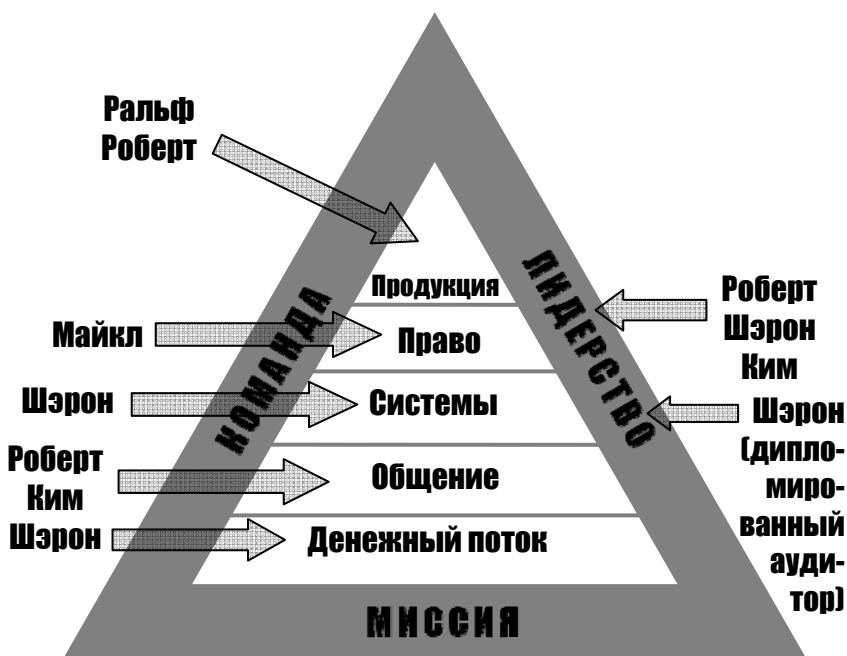 Ральф
Роберт
Продукция
КОМАНДА
ЛИДЕРСТВО
Роберт
Шэрон
Ким
Майкл
Право
Шэрон
Системы
Шэрон
(дипло-
миро-
ванный
ауди-
тор)
Роберт
Ким
Общение
Шэрон
Денежный поток
МИССИЯ